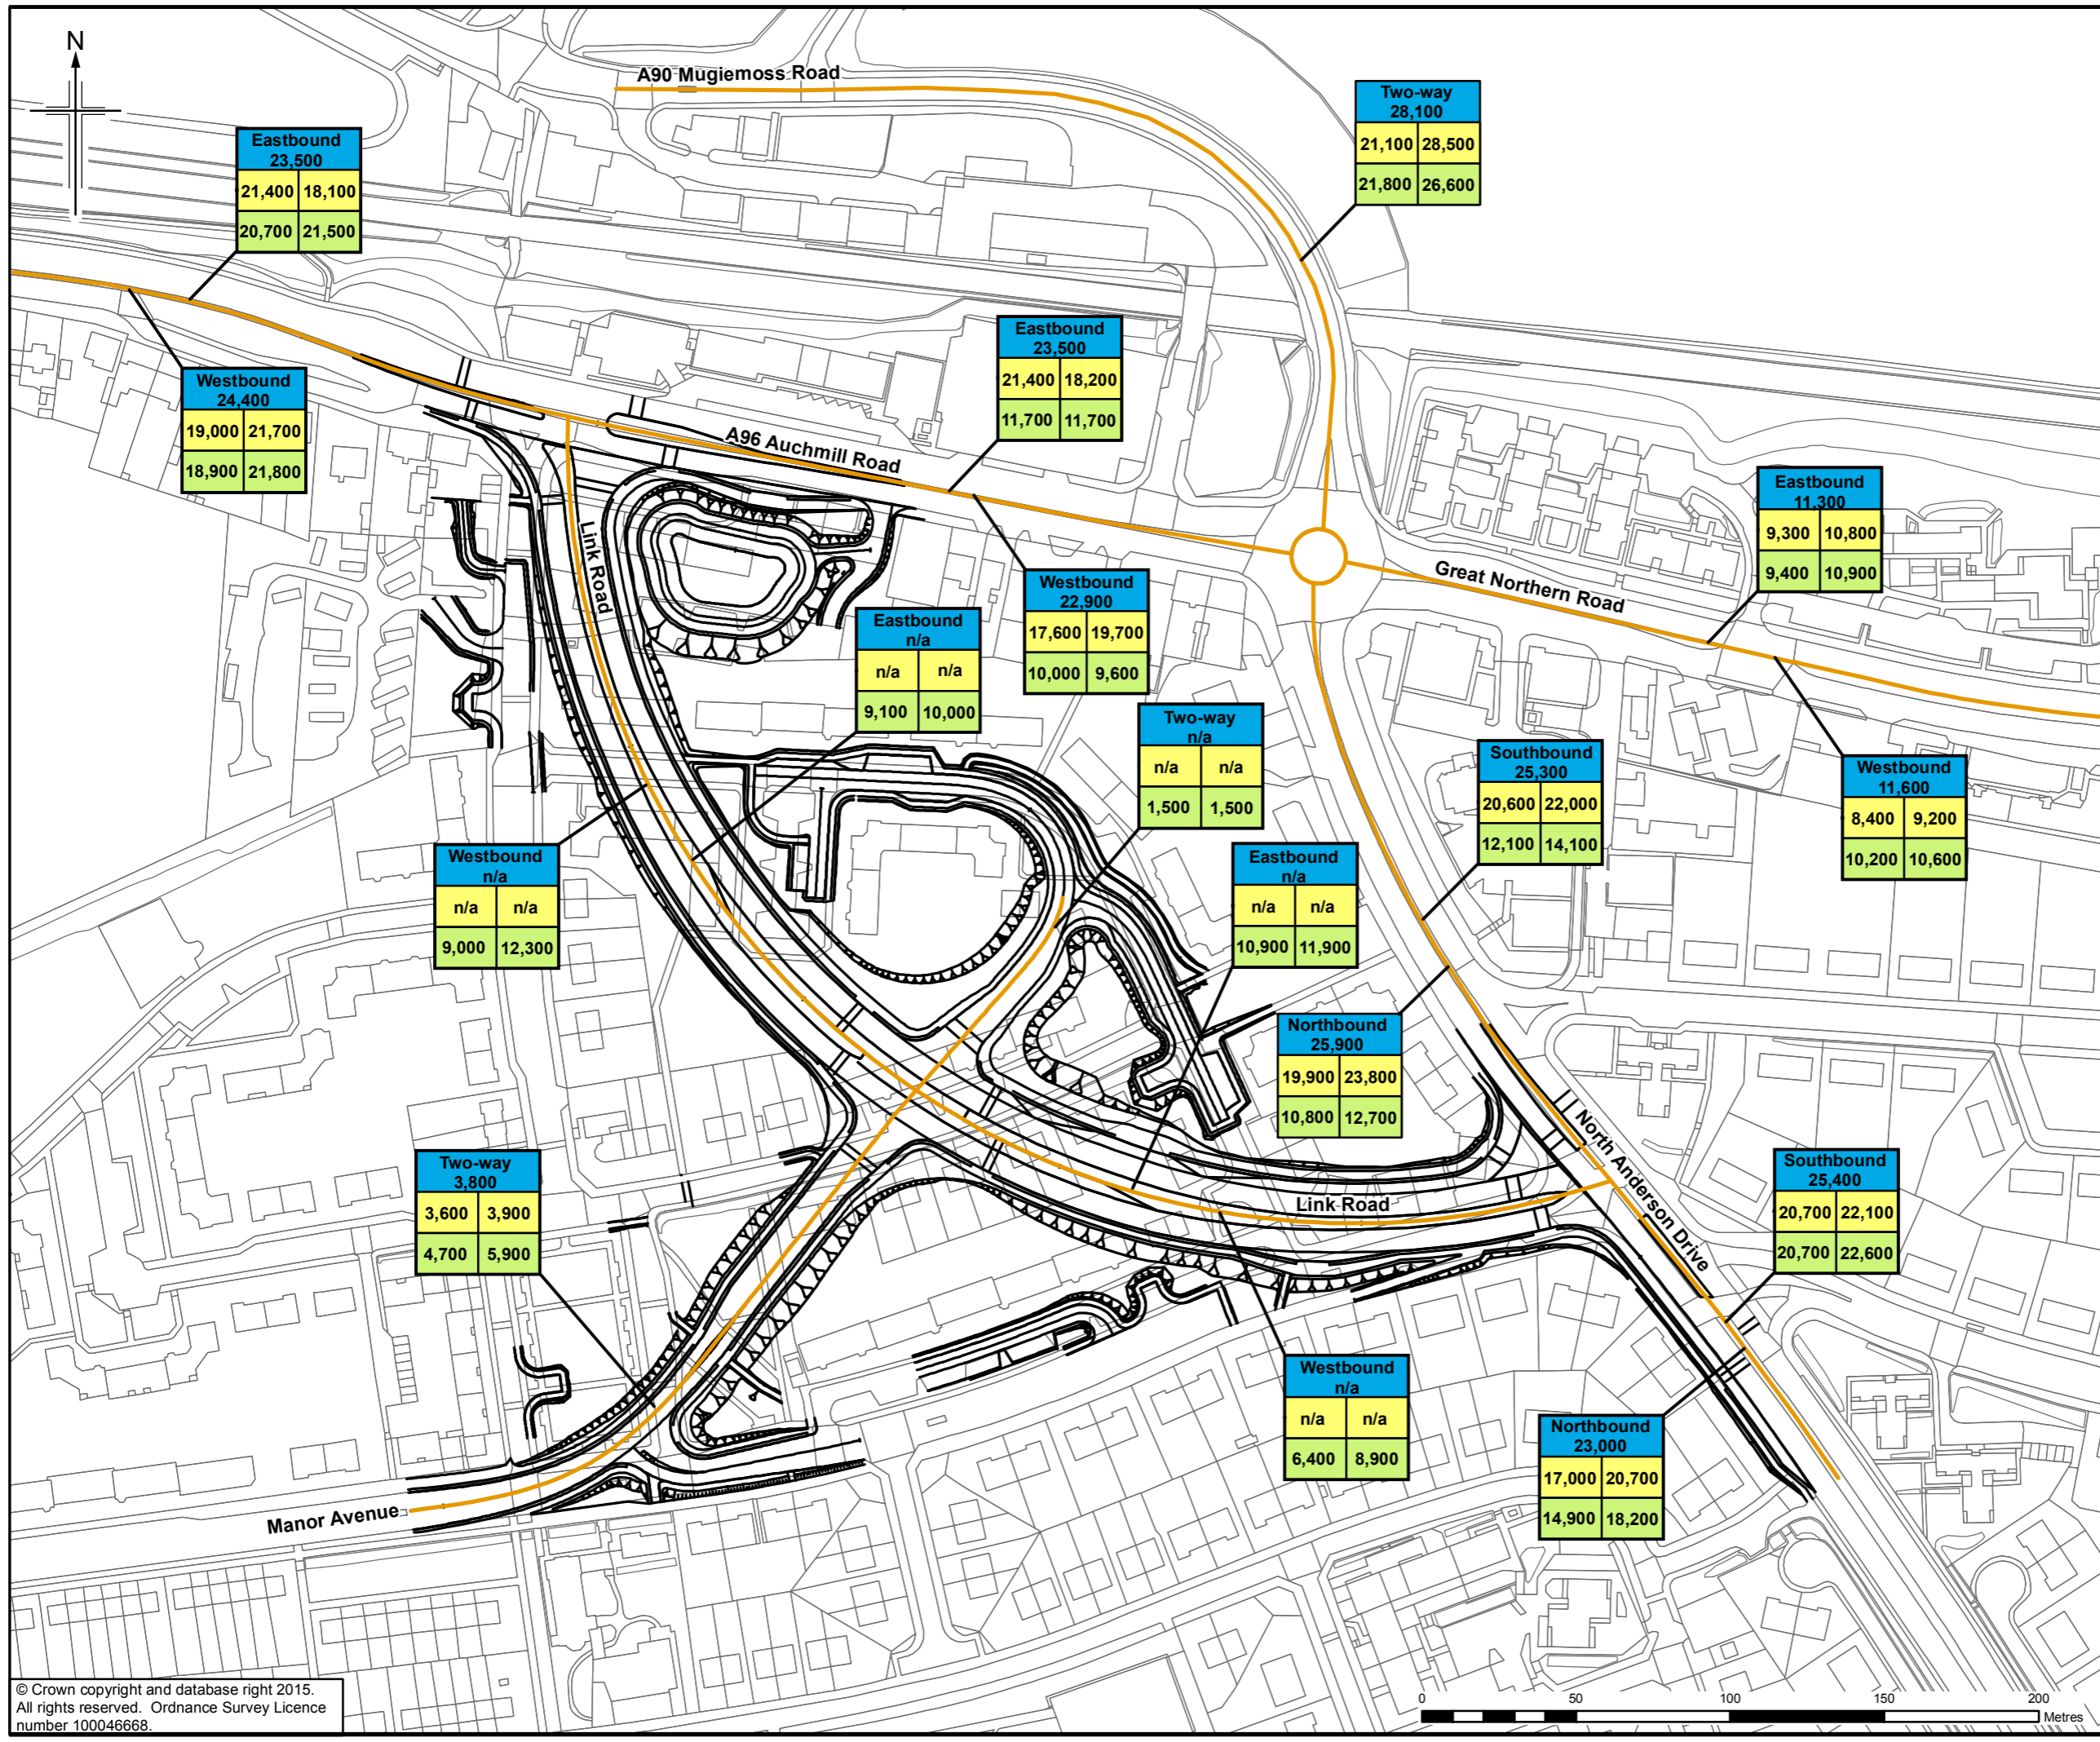 N
A90 Mugiemoss Road
Two-way
28,100
21,100 28,500
21,800 26,600
Eastbound
23,500
21,400 18,100
20,700 21,500
Westbound
24,400
19,000 21,700
18,900 21,800
Eastbound
23,500
21,400 18,200
11,700 11,700
A96 Auchmill Road
Link Road
Eastbound
11,300
9,300 10,800
9,400 10,900
Great Northern Road
Westbound
22,900
17,600 19,700
10,000 9,600
Eastbound
n/a
n/a n/a
9,100 10,000
Two-way
n/a
n/a n/a
1,500 1,500
Southbound
25,300
20,600 22,000
12,100 14,100
Westbound
11,600
8,400 9,200
10,200 10,600
Westbound
n/a
n/a n/a
9,000 12,300
Eastbound
n/a
n/a n/a
10,900 11,900
Northbound
25,900
19,900 23,800
10,800 12,700
North Anderson Drive
Two-way
3,800
3,600 3,900
4,700 5,900
Link Road
Southbound
25,400
20,700 22,100
20,700 22,600
Westbound
n/a
n/a n/a
6,400 8,900
Northbound
23,000
17,000 20,700
14,900 18,200
Manor Avenue
© Crown copyright and database right 2015.
All rights reserved. Ordnance Survey Licence
number 100046668.
0 50 100 150 200
Metres